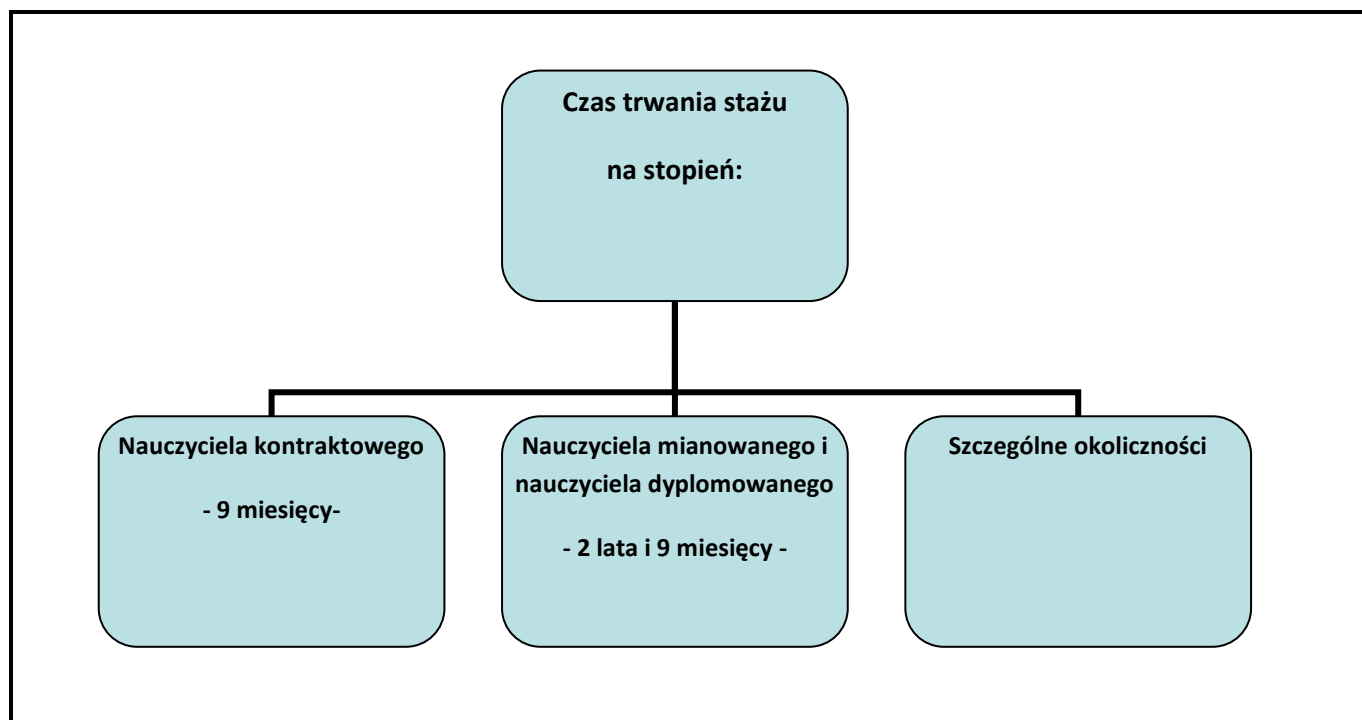 Czas trwania stażu
na stopień:
Nauczyciela kontraktowego
- 9 miesięcy-
Nauczyciela mianowanego i
nauczyciela dyplomowanego
- 2 lata i 9 miesięcy -
Szczególne okoliczności